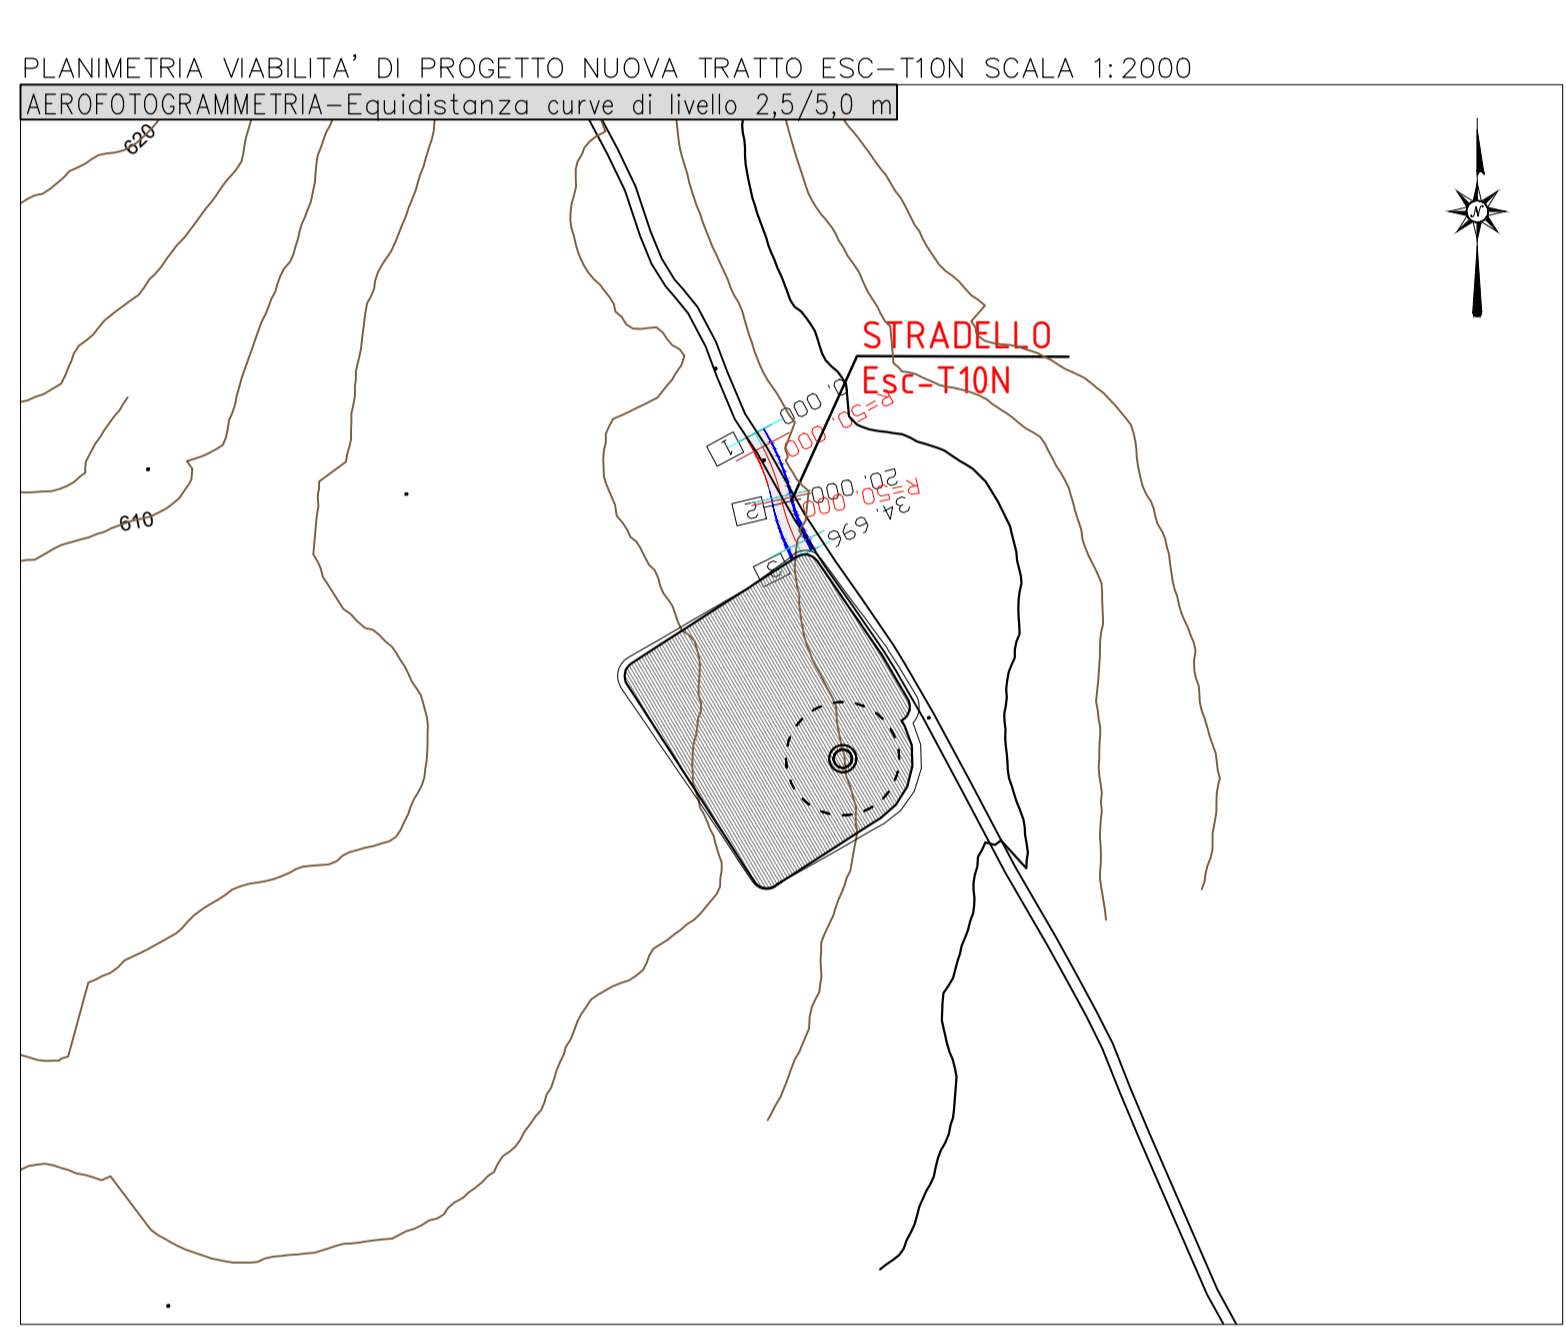 PLANIMETRIA VIABILITA' DI PROGETTO NUOVA TRATTO ESC-T10N SCALA 1:2000
AEROFOTOGRAMMETRIA-Equidistanza curve di livello 2,5/5,0 m
620
N
STRADELLO
Esc-T10N
0.000
R=50.000
1
20.000
R=50.000
2
34.696
3
610